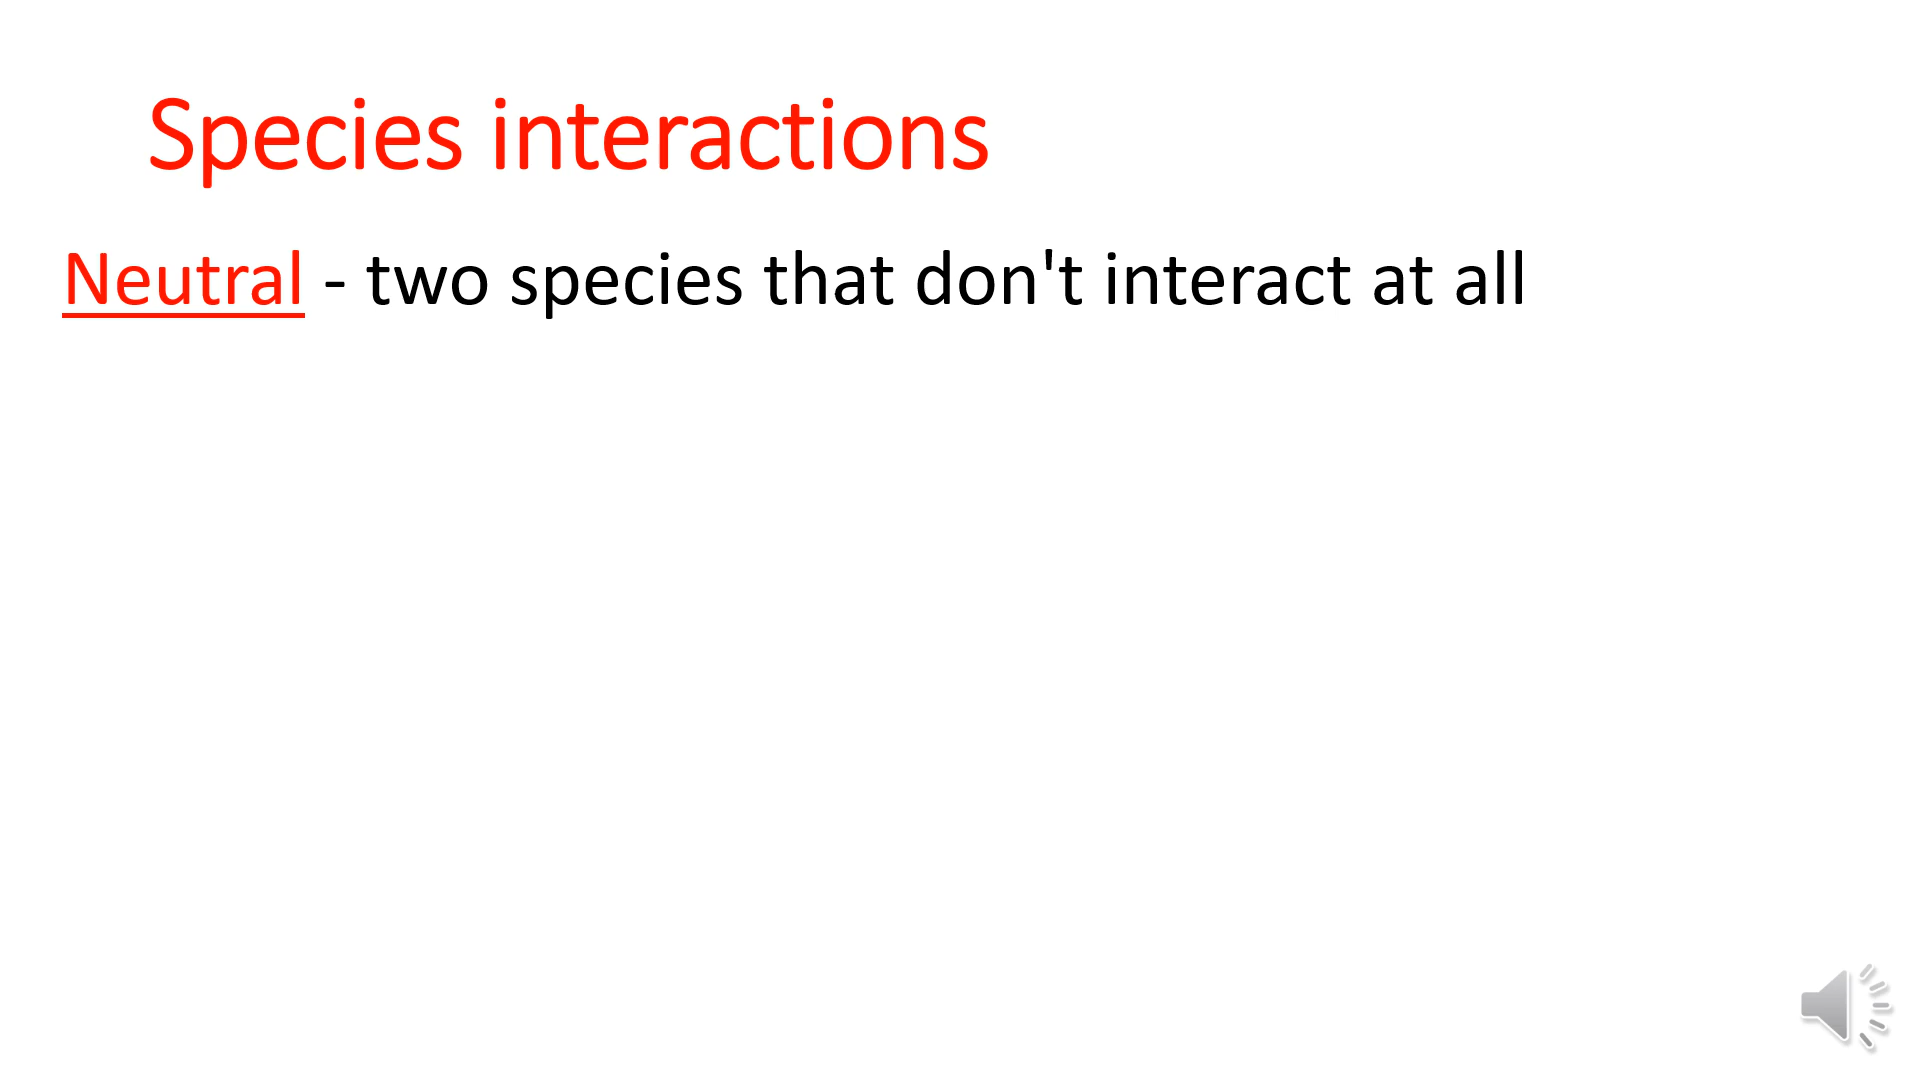 Species interactions
Neutral - two species that don't interact at all